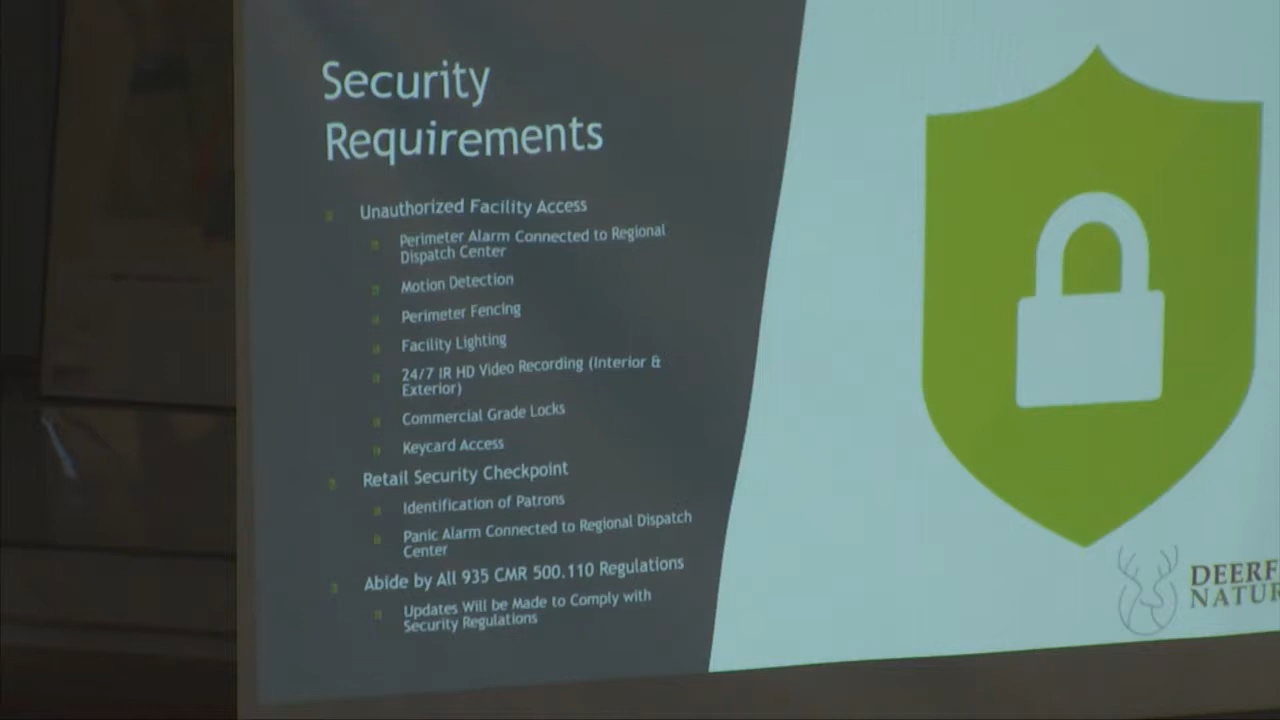 Security
Requirements
Unauthorized Facility Access
Perimeter Alarm Connected to Regional
Dispatch Center
Motion Detection
Perimeter Fencing
Facility Lighting
24/7 IR HD Video Recording (Interior &
Exterior)
Commercial Grade Locks
Keycard Access
Retail Security Checkpoint
Identification of Patrons
Panic Alarm Connected to Regional Dispatch
Center
Abide by All 935 CMR 500.110 Regulations
Updates Will be Made to Comply with
Security Regulations
DEERF
NATUR